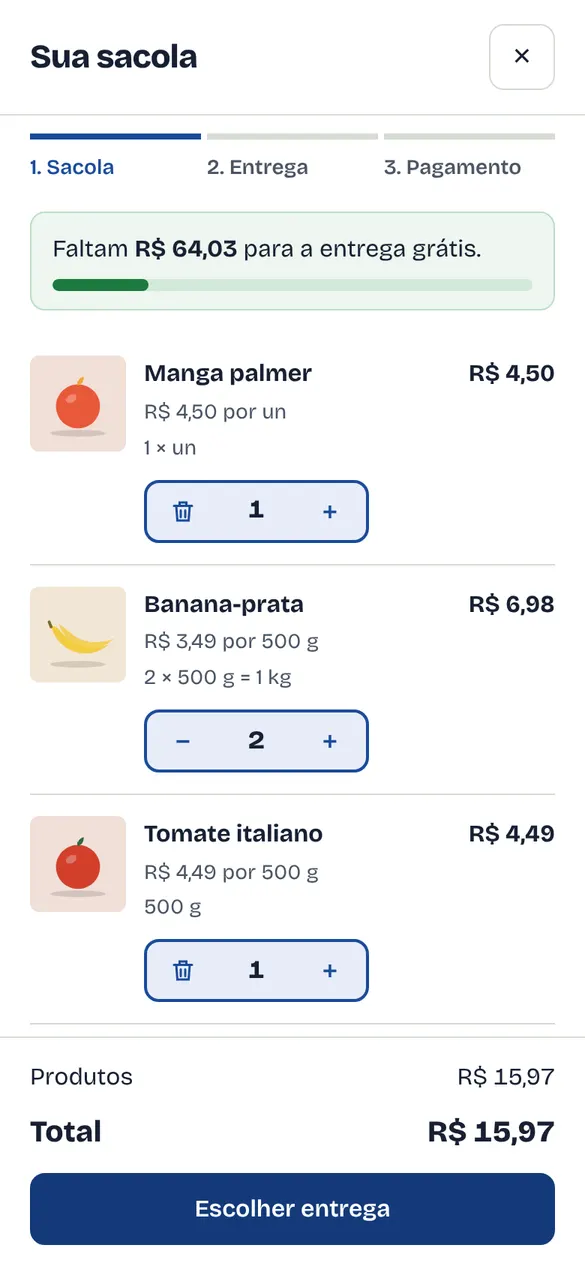 Sua sacola
×
1. Sacola
2. Entrega
3. Pagamento
Faltam R$ 64,03 para a entrega grátis.
Manga palmer
R$ 4,50
R$ 4,50 por un
1 × un
1 +
Banana-prata
R$ 6,98
R$ 3,49 por 500 g
2 × 500 g = 1 kg
− 2 +
Tomate italiano
R$ 4,49
R$ 4,49 por 500 g
500 g
1 +
Produtos
R$ 15,97
Total
R$ 15,97
Escolher entrega